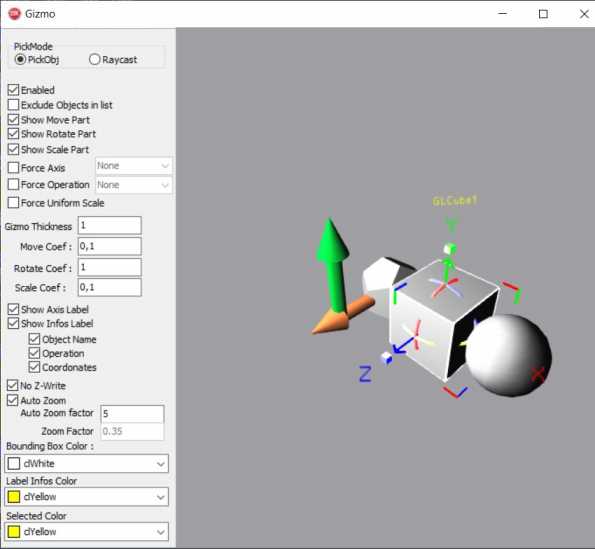 Gizmo
PickMode
PickObj
Raycast
Enabled
Exclude Objects in list
Show Move Part
Show Rotate Part
Show Scale Part
Force Axis None
Force Operation None
Force Uniform Scale
Gizmo Thickness 1
Move Coef : 0,1
Rotate Coef : 1
Scale Coef : 0,1
Show Axis Label
Show Infos Label
Object Name
Operation
Coordinates
No Z-Write
Auto Zoom
Auto Zoom factor 5
Zoom Factor 0.35
Bounding Box Color :
clWhite
Label Infos Color
clYellow
Selected Color
clYellow
GLCube1
Y
Z
X